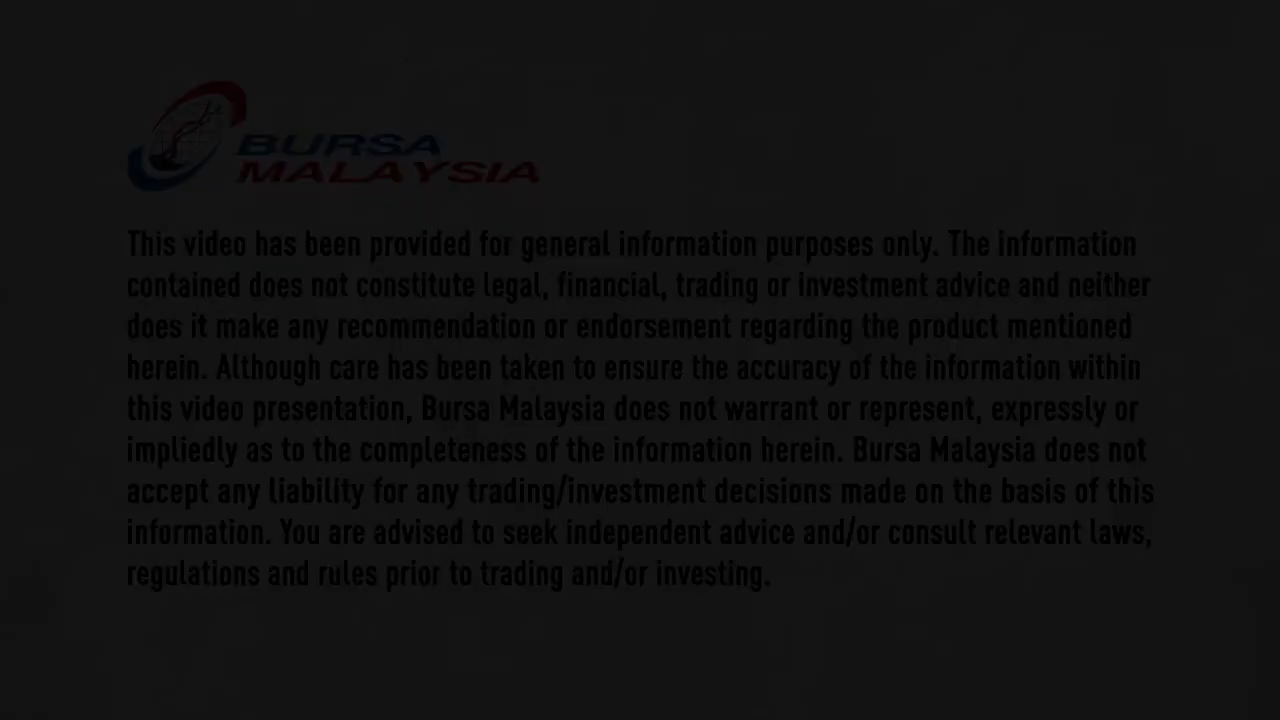 BURSA
MALAYSIA
This video has been provided for general information purposes only. The information
contained does not constitute legal, financial, trading or investment advice and neither
does it make any recommendation or endorsement regarding the product mentioned
herein. Although care has been taken to ensure the accuracy of the information within
this video presentation, Bursa Malaysia does not warrant or represent, expressly or
impliedly as to the completeness of the information herein. Bursa Malaysia does not
accept any liability for any trading/investment decisions made on the basis of this
information. You are advised to seek independent advice and/or consult relevant laws,
regulations and rules prior to trading and/or investing.